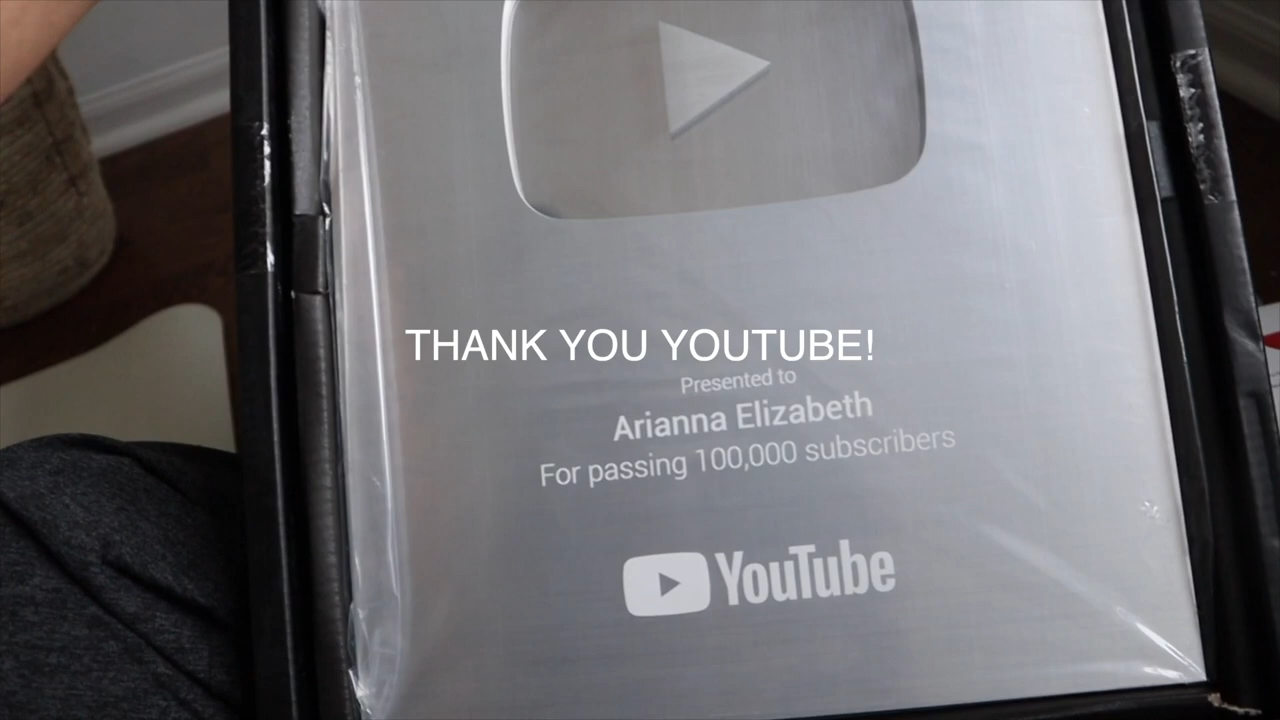 THANK YOU YOUTUBE!
Presented to
Arianna Elizabeth
For passing 100,000 subscribers
YouTube